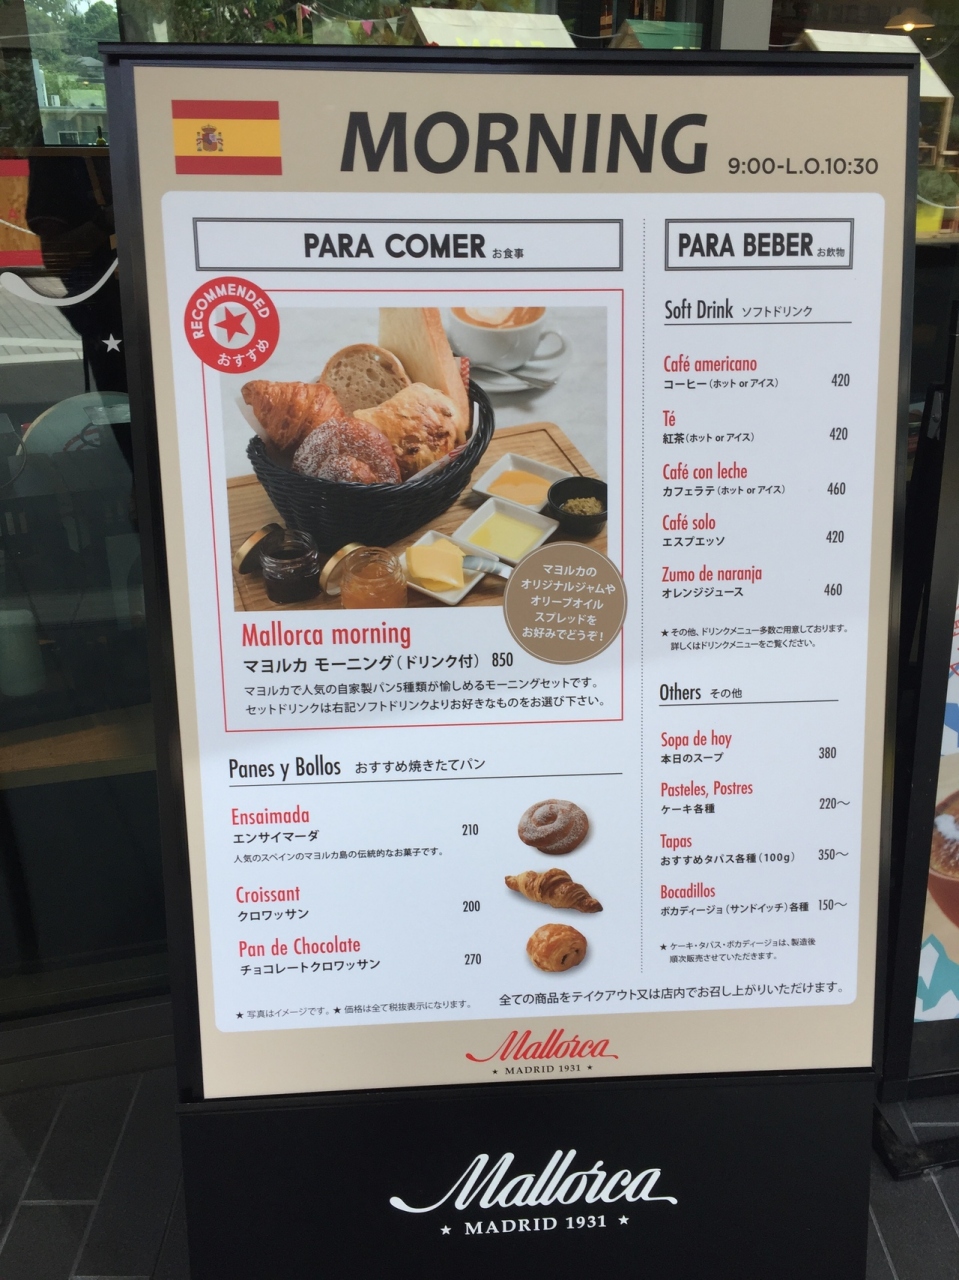 MORNING 9:00-L.O.10:30
PARA COMER お食事
RECOMMENDED
おすすめ
マヨルカの
オリジナルジャムや
オリーブオイル
スプレッドを
お好みでどうぞ!
Mallorca morning
マヨルカ モーニング(ドリンク付) 850
マヨルカで人気の自家製パン5種類が愉しめるモーニングセットです。
セットドリンクは右記ソフトドリンクよりお好きなものをお選び下さい。
Panes y Bollos おすすめ焼きたてパン
Ensaimada
エンサイマーダ 210
人気のスペインのマヨルカ島の伝統的なお菓子です。
Croissant
クロワッサン 200
Pan de Chocolate
チョコレートクロワッサン 270
★ 写真はイメージです。★ 価格は全て税抜表示になります。
PARA BEBER お飲物
Soft Drink ソフトドリンク
Café americano
コーヒー(ホット or アイス) 420
Té
紅茶(ホット or アイス) 420
Café con leche
カフェラテ(ホット or アイス) 460
Café solo
エスプエッソ 420
Zumo de naranja
オレンジジュース 460
★ その他、ドリンクメニュー多数ご用意しております。
詳しくはドリンクメニューをご覧ください。
Others その他
Sopa de hoy
本日のスープ 380
Pasteles, Postres
ケーキ各種 220〜
Tapas
おすすめタパス各種(100g) 350〜
Bocadillos
ボカディージョ(サンドイッチ)各種 150〜
★ ケーキ・タパス・ボカディージョは、製造後
順次販売させていただきます。
全ての商品をテイクアウト又は店内でお召し上がりいただけます。
Mallorca
★ MADRID 1931 ★
Mallorca
★ MADRID 1931 ★